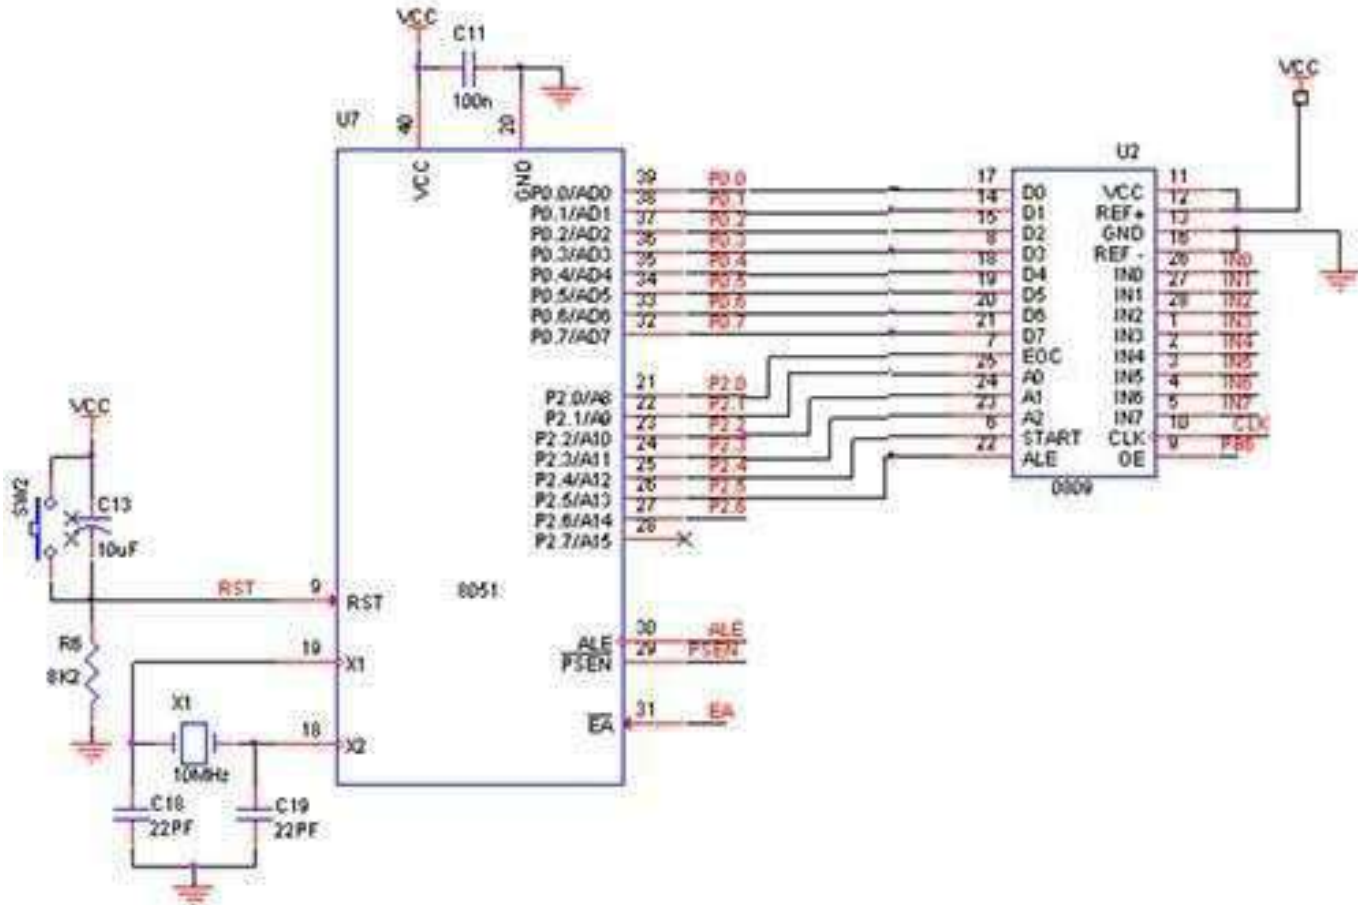 VCC
C11
100n
U7
40
20
VCC
GND
VCC
U2
39 P0.0
P0.0/AD0
38 P0.1
P0.1/AD1
37 P0.2
P0.2/AD2
36 P0.3
P0.3/AD3
35 P0.4
P0.4/AD4
34 P0.5
P0.5/AD5
33 P0.6
P0.6/AD6
32 P0.7
P0.7/AD7
21 P2.0
P2.0/A8
22 P2.1
P2.1/A9
23 P2.2
P2.2/A10
24 P2.3
P2.3/A11
25 P2.4
P2.4/A12
26 P2.5
P2.5/A13
27 P2.6
P2.6/A14
28
P2.7/A15
17 D0
14 D1
15 D2
8 D3
18 D4
19 D5
20 D6
21 D7
7 EOC
25 A0
24 A1
23 A2
6 START
22 ALE
VCC 11
REF+ 12
GND 13
REF- 16
IN0 26 IN0
IN1 27 IN1
IN2 28 IN2
IN3 1 IN3
IN4 2 IN4
IN5 3 IN5
IN6 4 IN6
IN7 5 IN7
CLK 10 CLK
OE 9
0809
VCC
SW2
C13
10uF
RST 9
RST
8051
ALE 30 ALE
PSEN 29 PSEN
EA 31 EA
R6
8K2
19
X1
X1
18
X2
10MHz
C18
22PF
C19
22PF